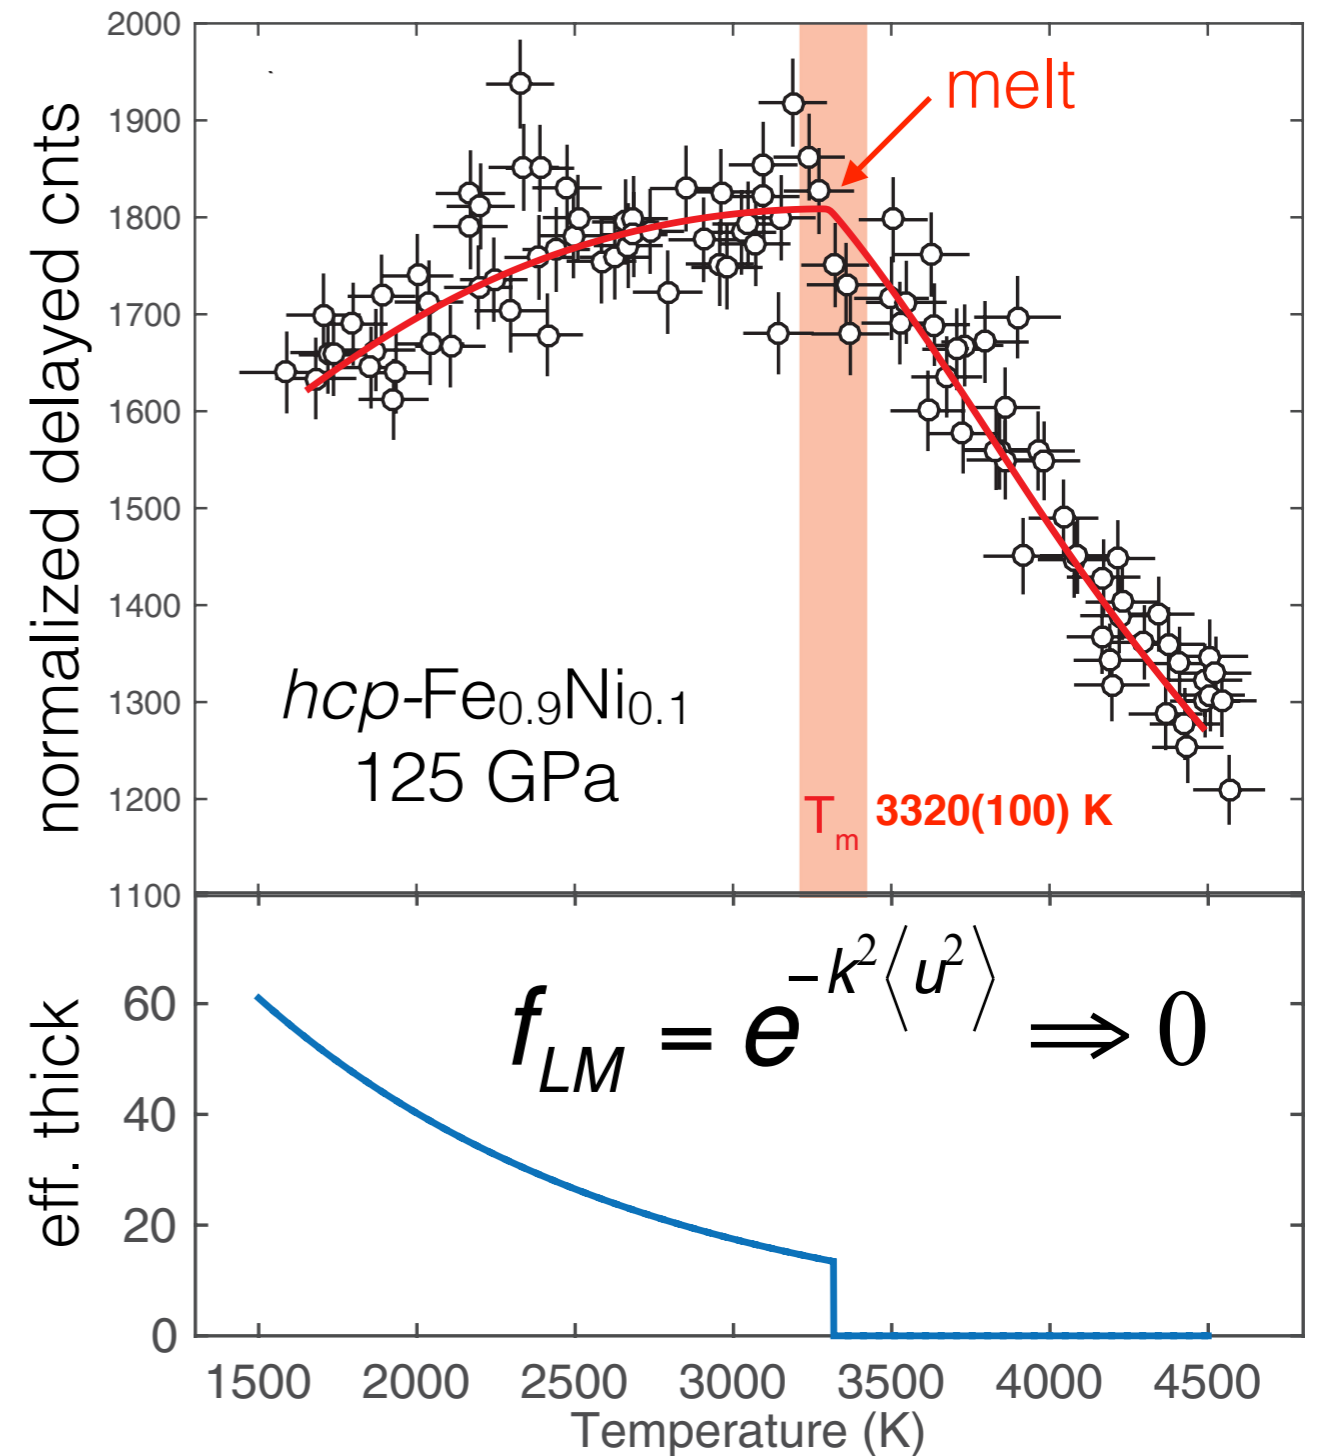 2000
1900
1800
1700
1600
1500
1400
1300
1200
1100
normalized delayed cnts
melt
hcp-Fe0.9Ni0.1
125 GPa
Tm 3320(100) K
60
40
20
0
eff. thick
fLM = e^−k²⟨u²⟩ ⇒ 0
1500 2000 2500 3000 3500 4000 4500
Temperature (K)